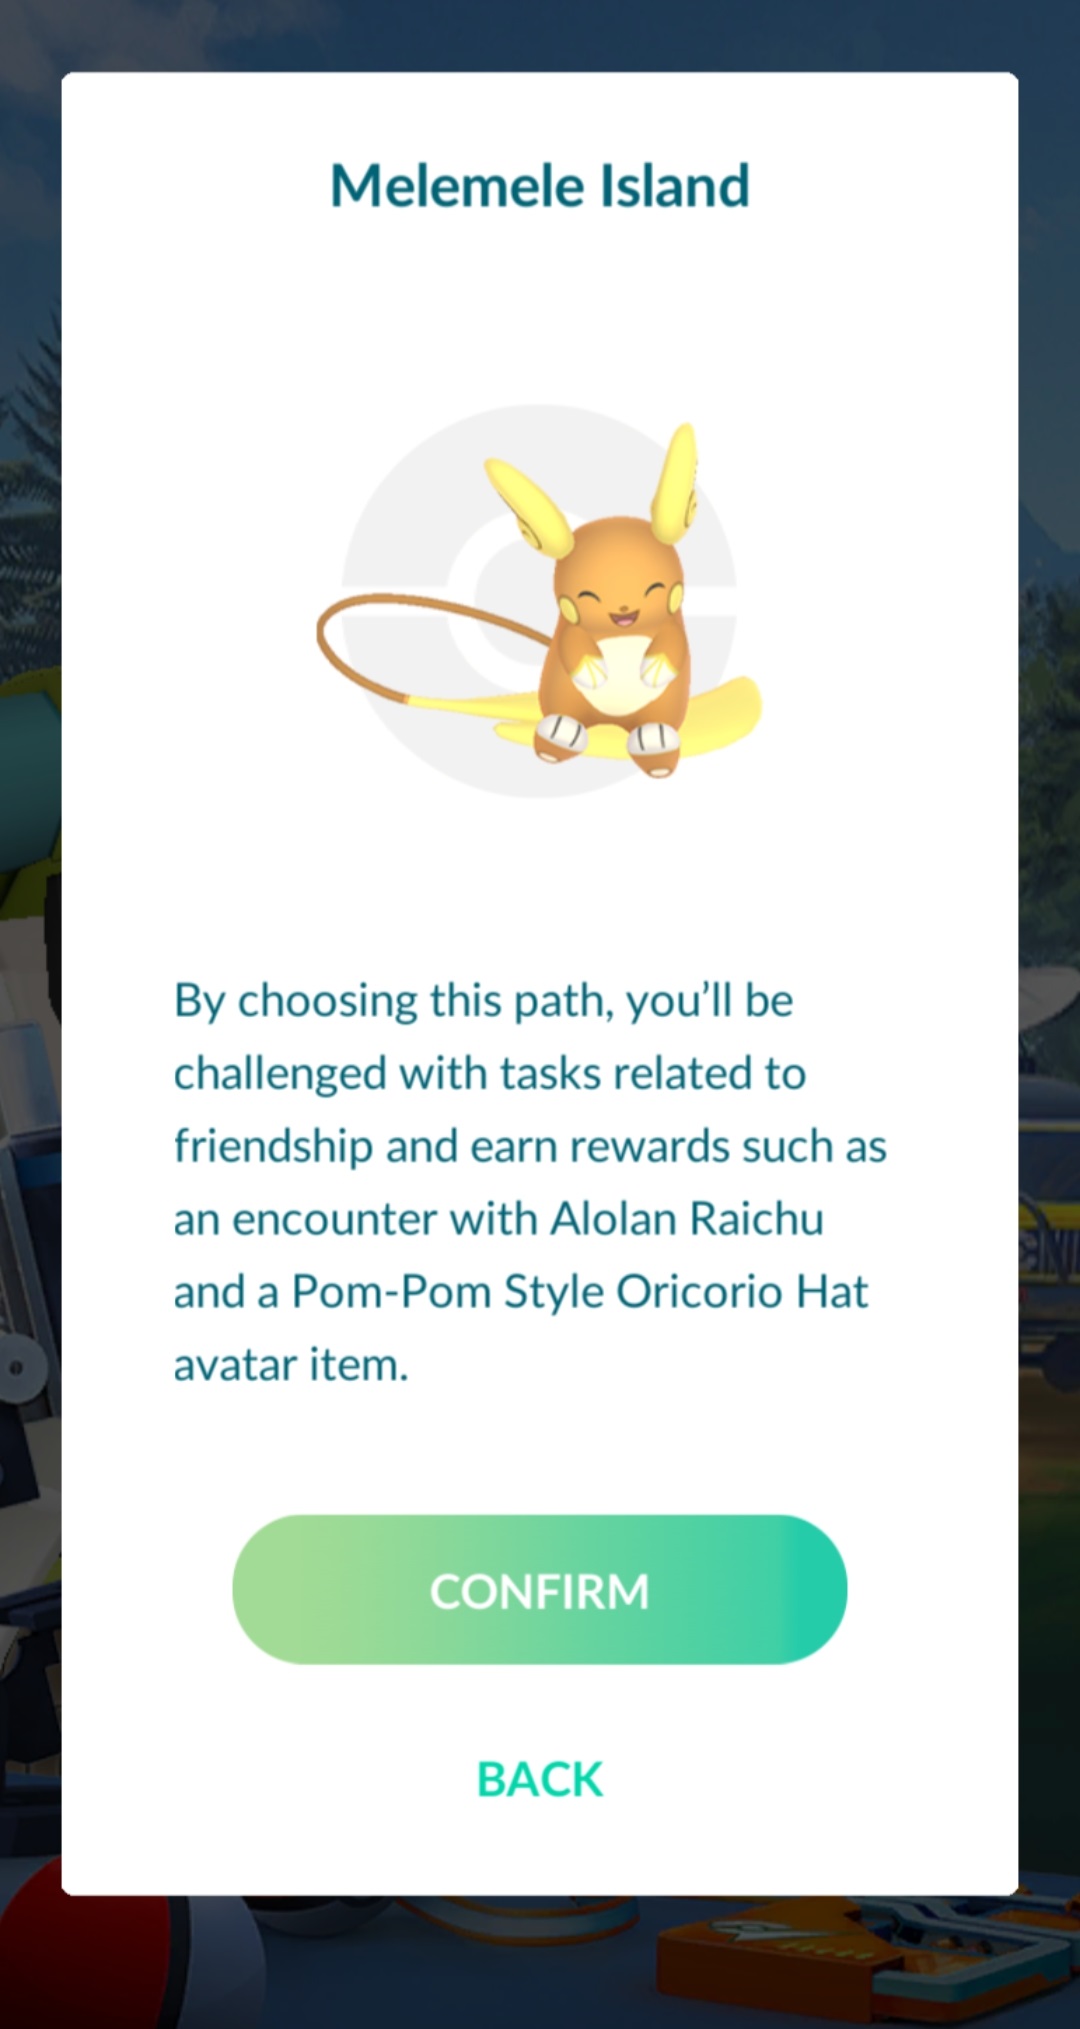 Melemele Island
By choosing this path, you’ll be
challenged with tasks related to
friendship and earn rewards such as
an encounter with Alolan Raichu
and a Pom-Pom Style Oricorio Hat
avatar item.
CONFIRM
BACK